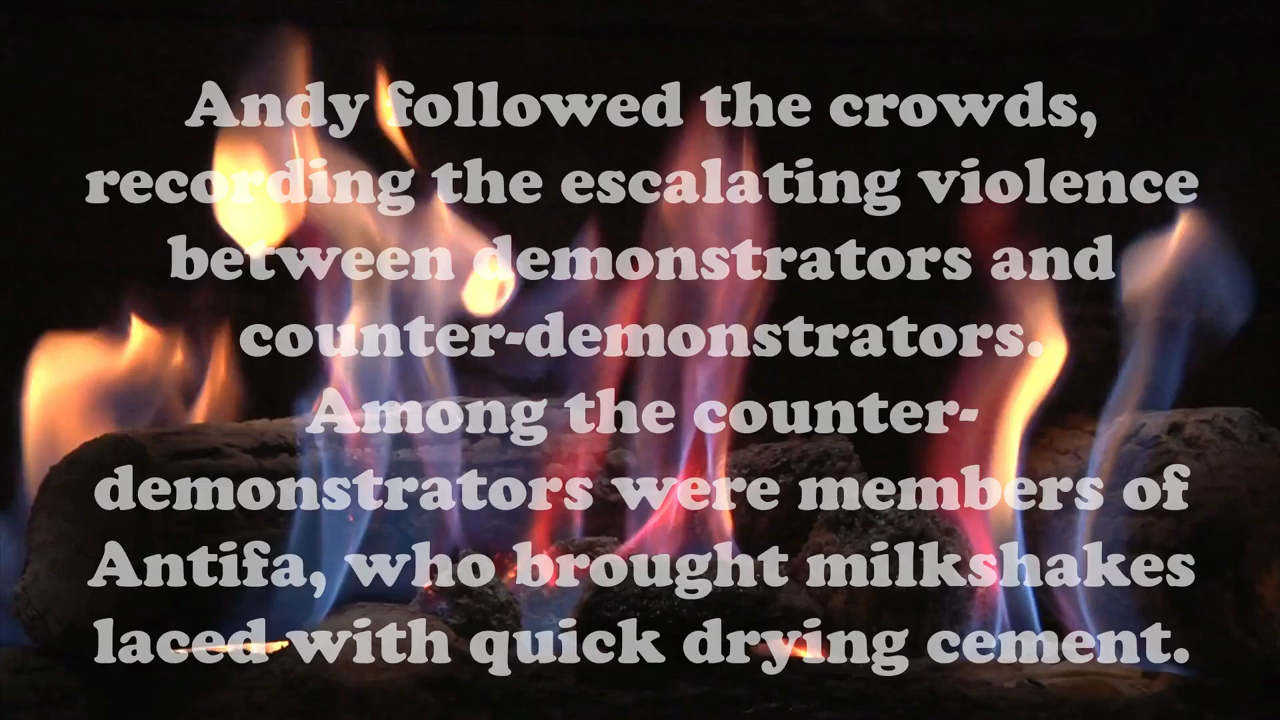 Andy followed the crowds,
recording the escalating violence
between demonstrators and
counter-demonstrators.
Among the counter-
demonstrators were members of
Antifa, who brought milkshakes
laced with quick drying cement.